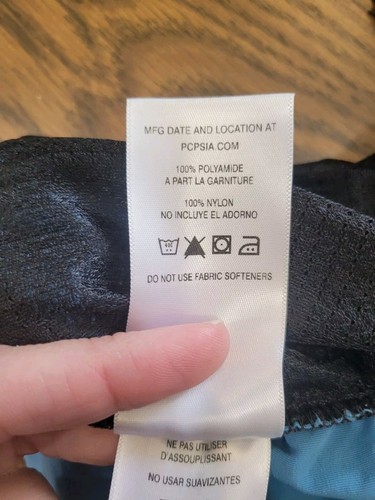 MFG DATE AND LOCATION AT
PCPSIA.COM
100% POLYAMIDE
A PART LA GARNITURE
100% NYLON
NO INCLUYE EL ADORNO
DO NOT USE FABRIC SOFTENERS
NE PAS UTILISER
D'ASSOUPLISSANT
NO USAR SUAVIZANTES